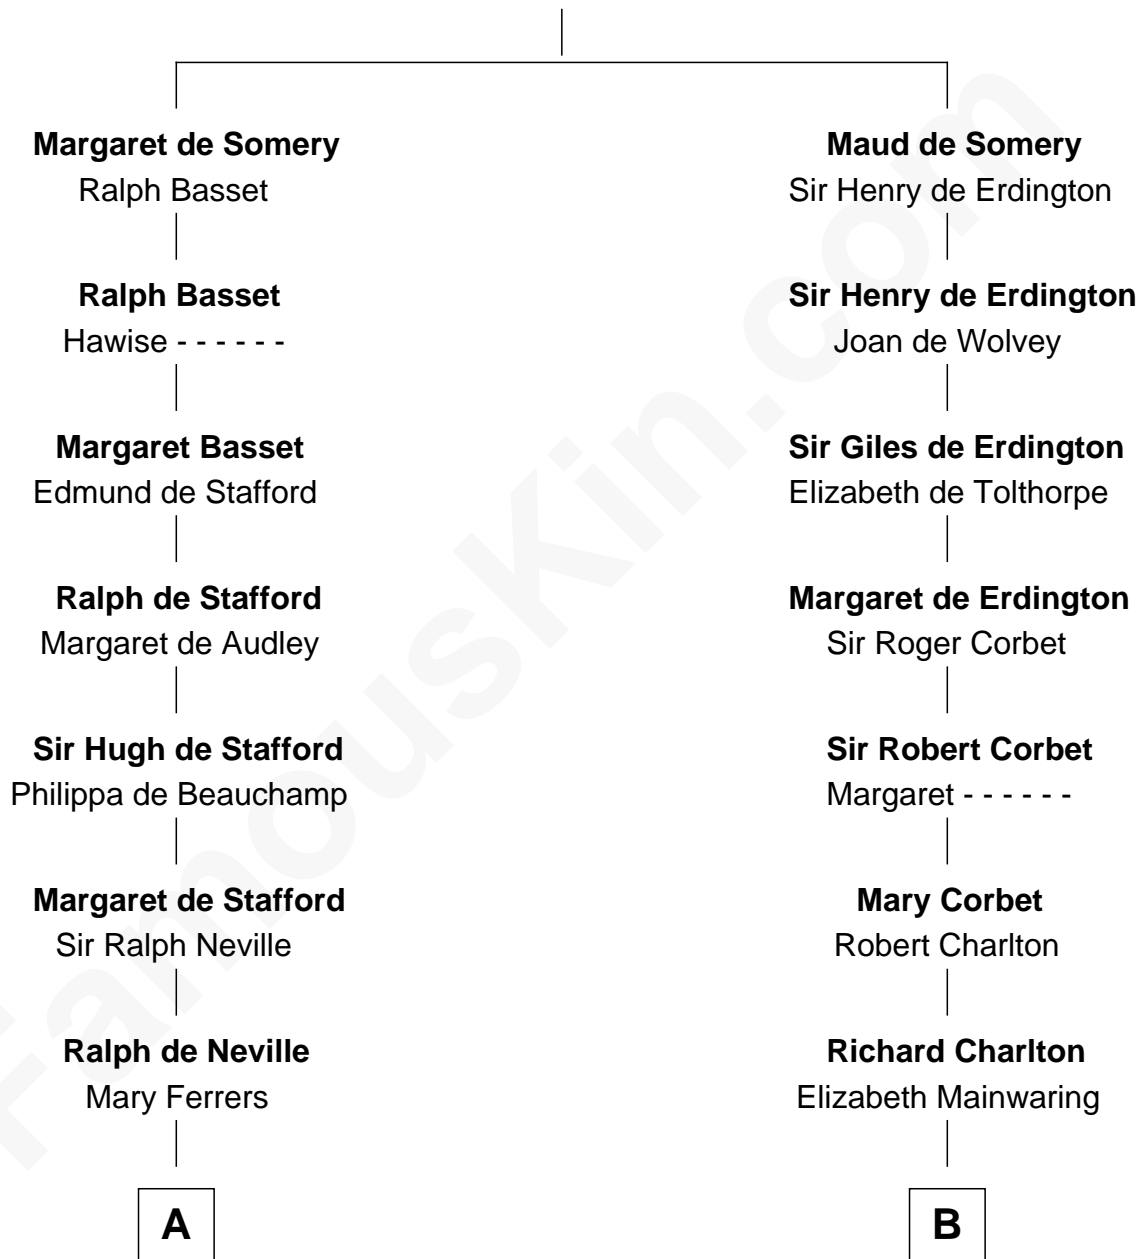 Margaret de Somery
Ralph Basset
Ralph Basset
Hawise - - - - - -
Margaret Basset
Edmund de Stafford
Ralph de Stafford
Margaret de Audley
Sir Hugh de Stafford
Philippa de Beauchamp
Margaret de Stafford
Sir Ralph Neville
Ralph de Neville
Mary Ferrers
A
Maud de Somery
Sir Henry de Erdington
Sir Henry de Erdington
Joan de Wolvey
Sir Giles de Erdington
Elizabeth de Tolthorpe
Margaret de Erdington
Sir Roger Corbet
Sir Robert Corbet
Margaret - - - - - -
Mary Corbet
Robert Charlton
Richard Charlton
Elizabeth Mainwaring
B
FamousKin.com